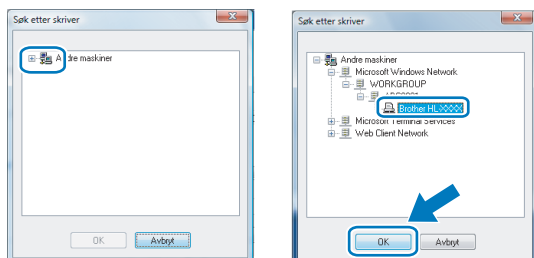 Søk etter skriver
Andre maskiner
OK
Avbryt
Søk etter skriver
Andre maskiner
Microsoft Windows Network
WORKGROUP
Brother HL-XXXX
Microsoft Terminal Services
Web Client Network
OK
Avbryt